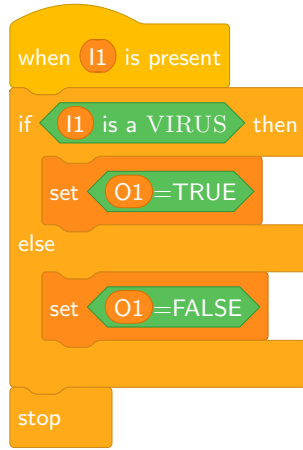 when I1 is present
if I1 is a VIRUS then
set O1=TRUE
else
set O1=FALSE
stop